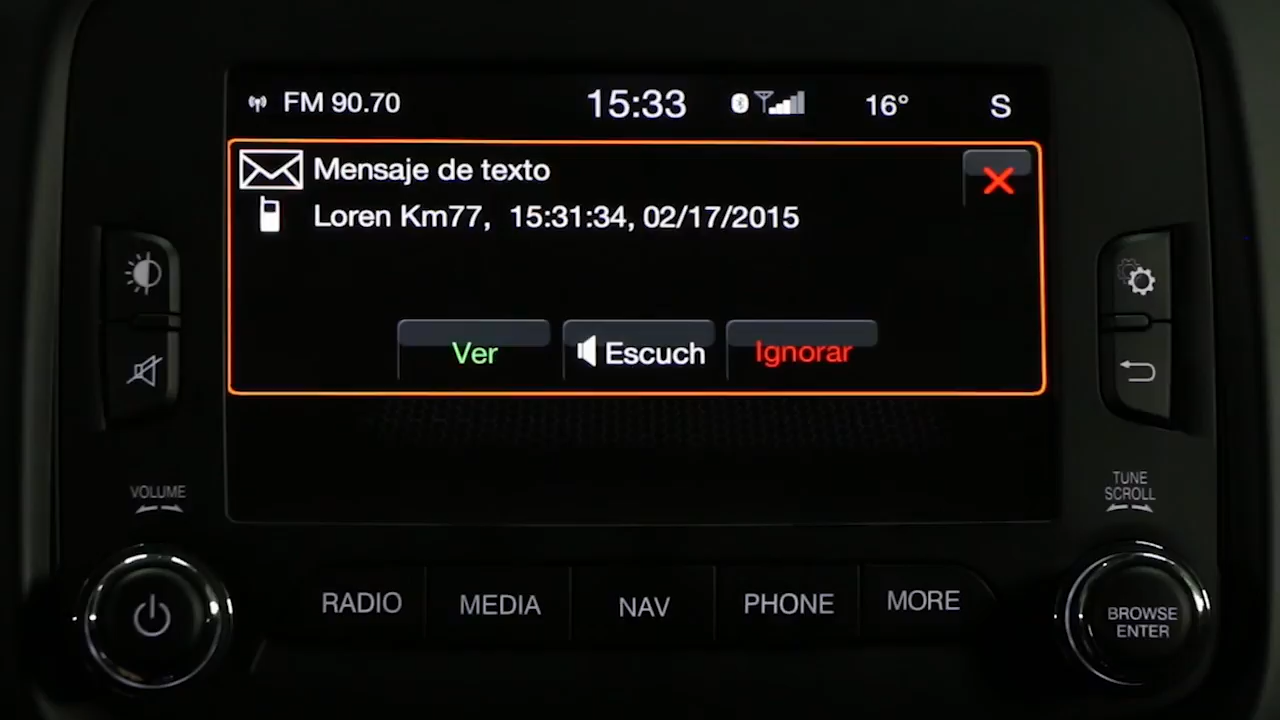 FM 90.70 15:33 16° S
Mensaje de texto
Loren Km77, 15:31:34, 02/17/2015
Ver Escuch Ignorar
VOLUME
TUNE
SCROLL
RADIO MEDIA NAV PHONE MORE
BROWSE
ENTER